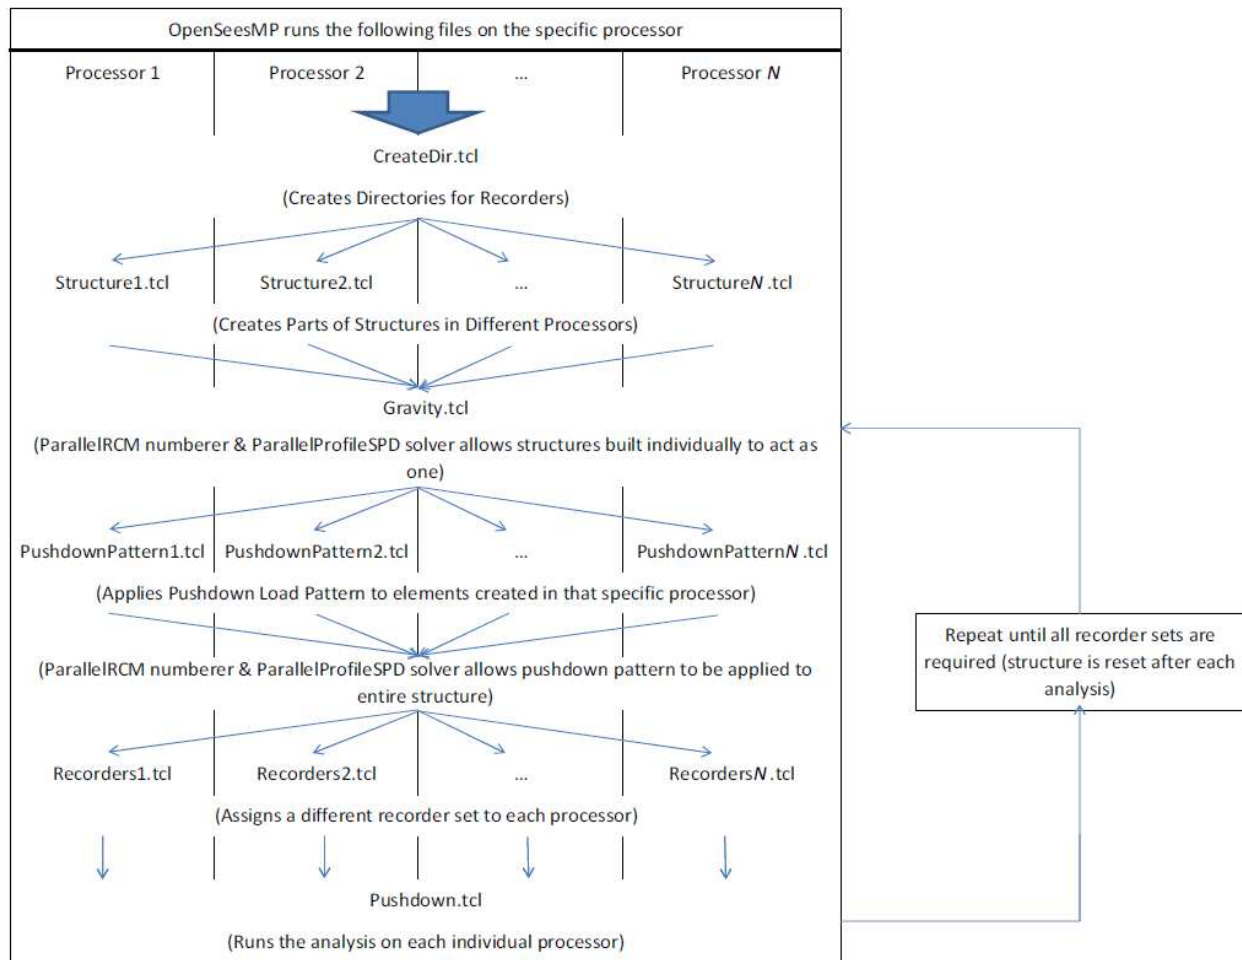 OpenSeesMP runs the following files on the specific processor
Processor 1 Processor 2 ... Processor N
CreateDir.tcl
(Creates Directories for Recorders)
Structure1.tcl Structure2.tcl ... StructureN .tcl
(Creates Parts of Structures in Different Processors)
Gravity.tcl
(ParallelRCM numberer & ParallelProfileSPD solver allows structures built individually to act as
one)
PushdownPattern1.tcl PushdownPattern2.tcl ... PushdownPatternN .tcl
(Applies Pushdown Load Pattern to elements created in that specific processor)
(ParallelRCM numberer & ParallelProfileSPD solver allows pushdown pattern to be applied to
entire structure)
Recorders1.tcl Recorders2.tcl ... RecordersN .tcl
(Assigns a different recorder set to each processor)
Pushdown.tcl
(Runs the analysis on each individual processor)
Repeat until all recorder sets are
required (structure is reset after each
analysis)